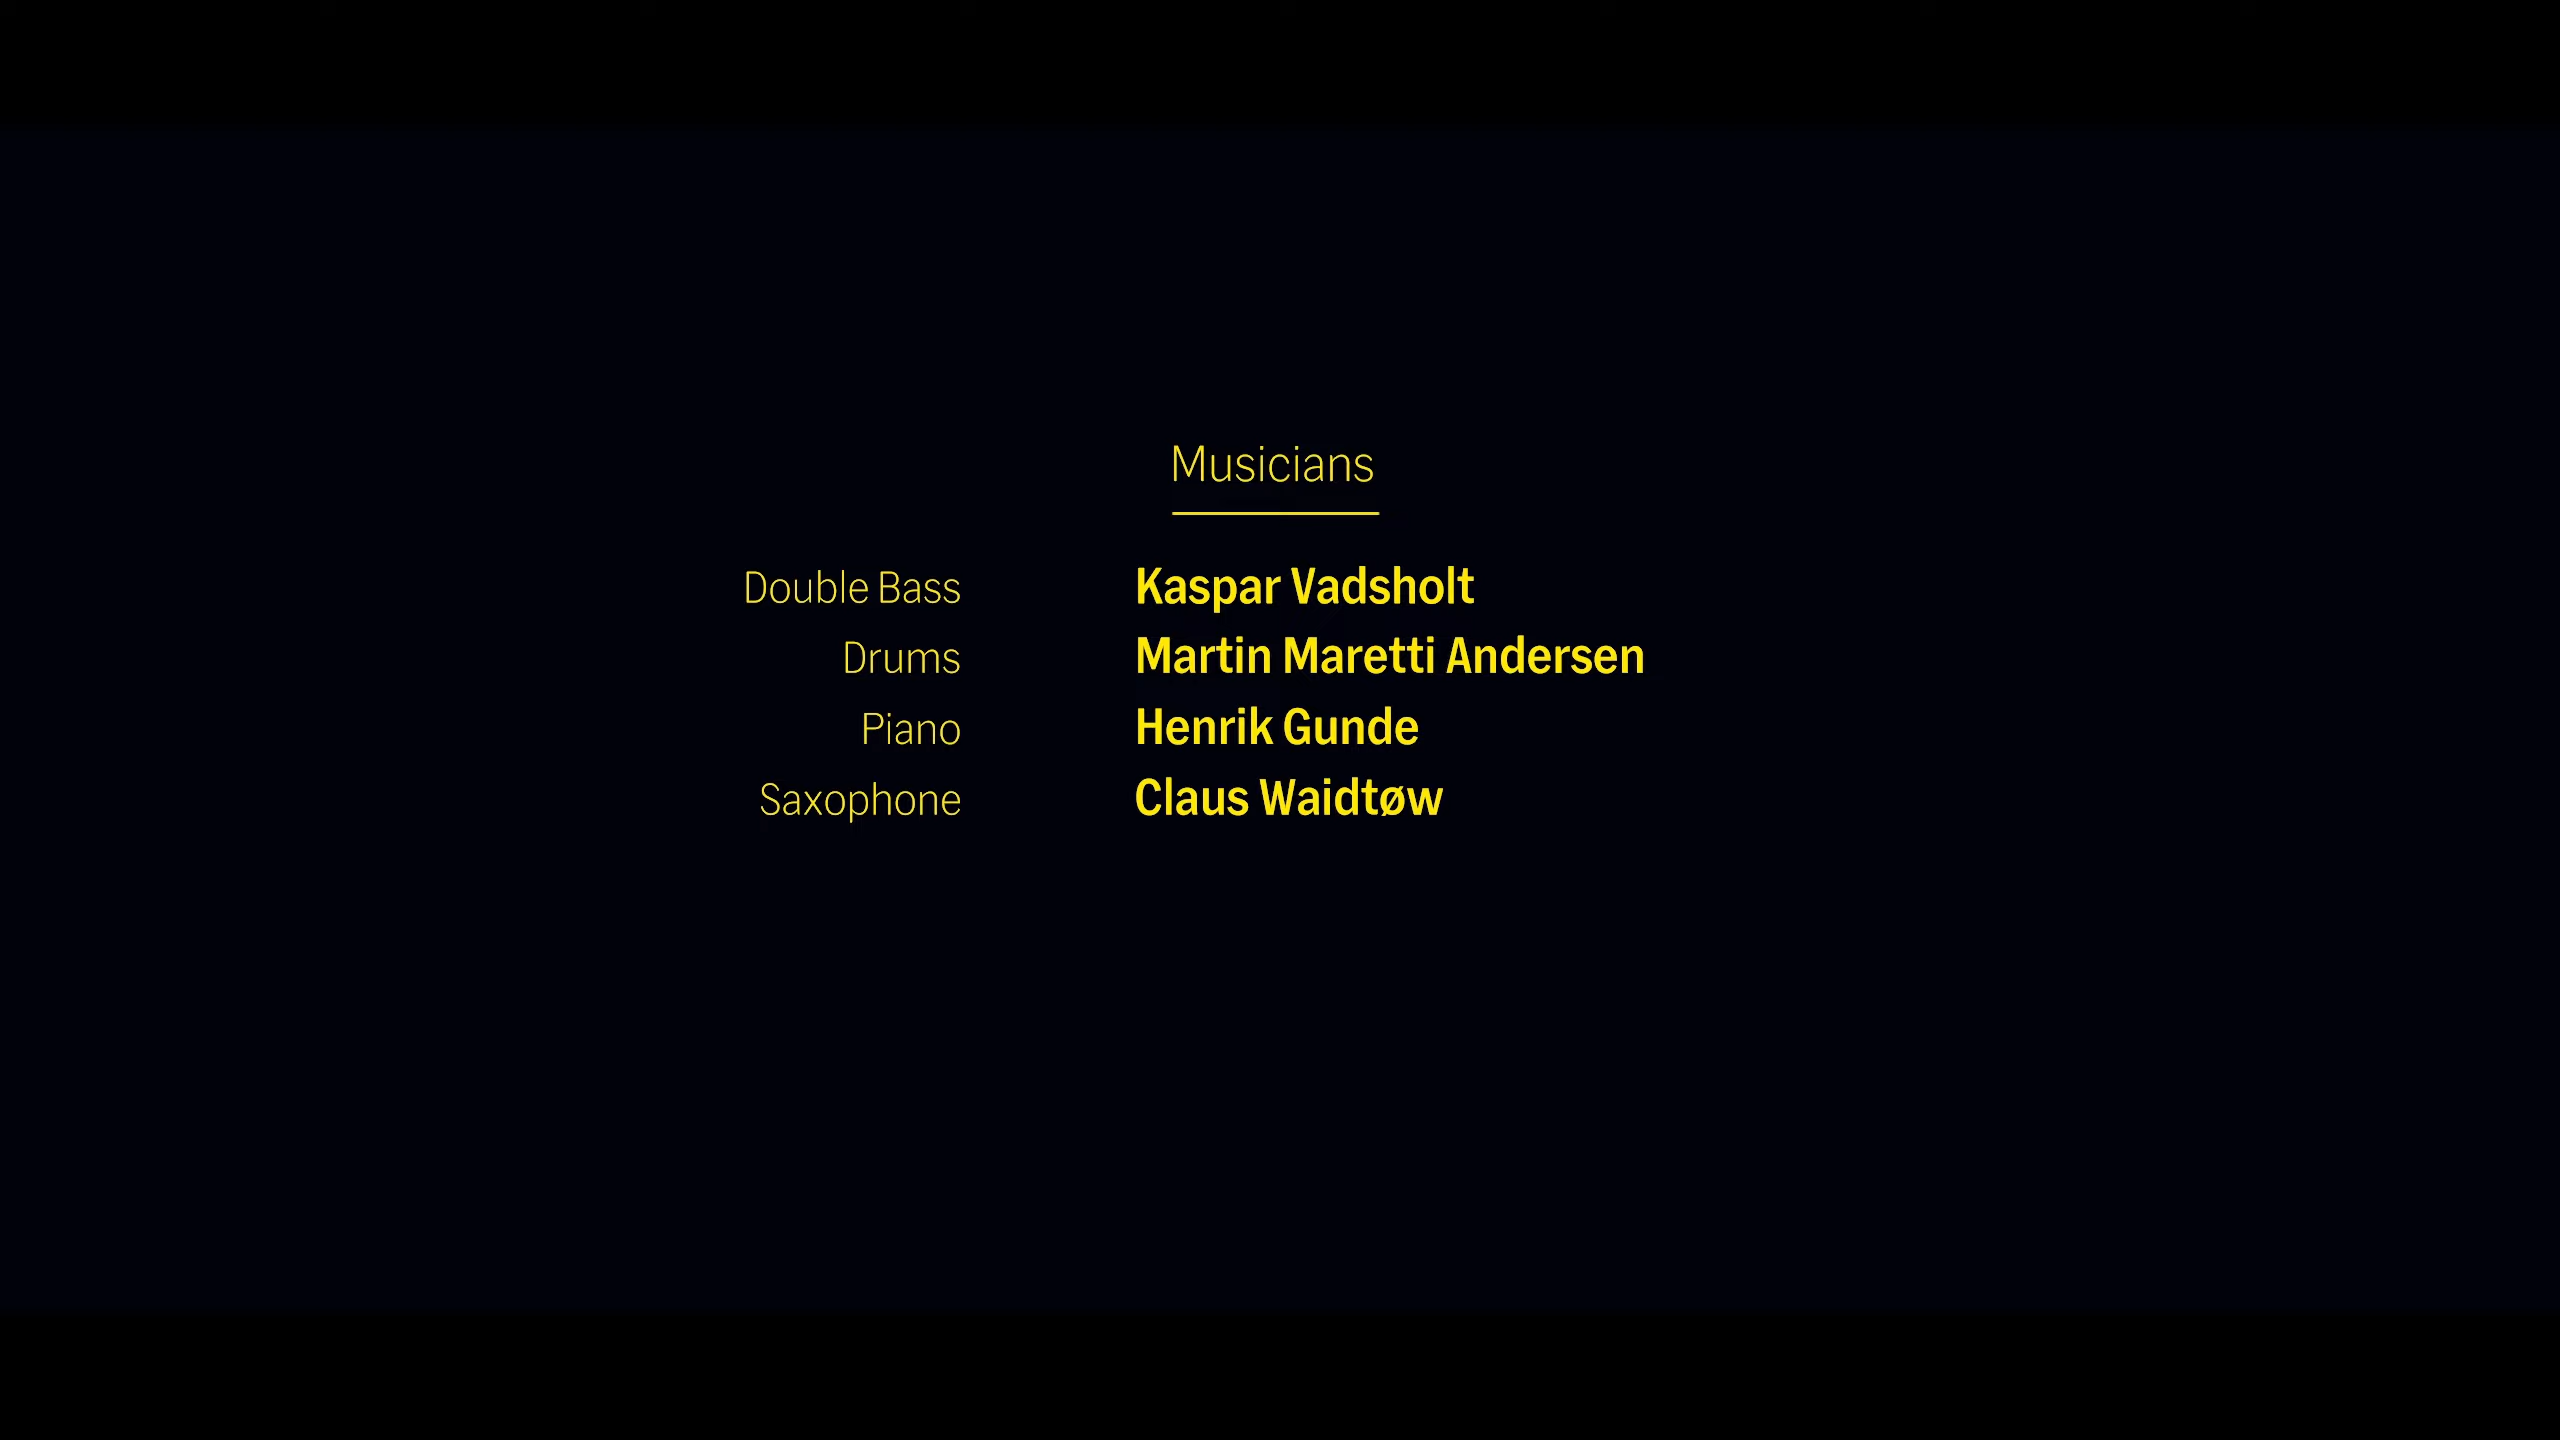 Musicians
Double Bass Kaspar Vadsholt
Drums Martin Maretti Andersen
Piano Henrik Gunde
Saxophone Claus Waidtøw